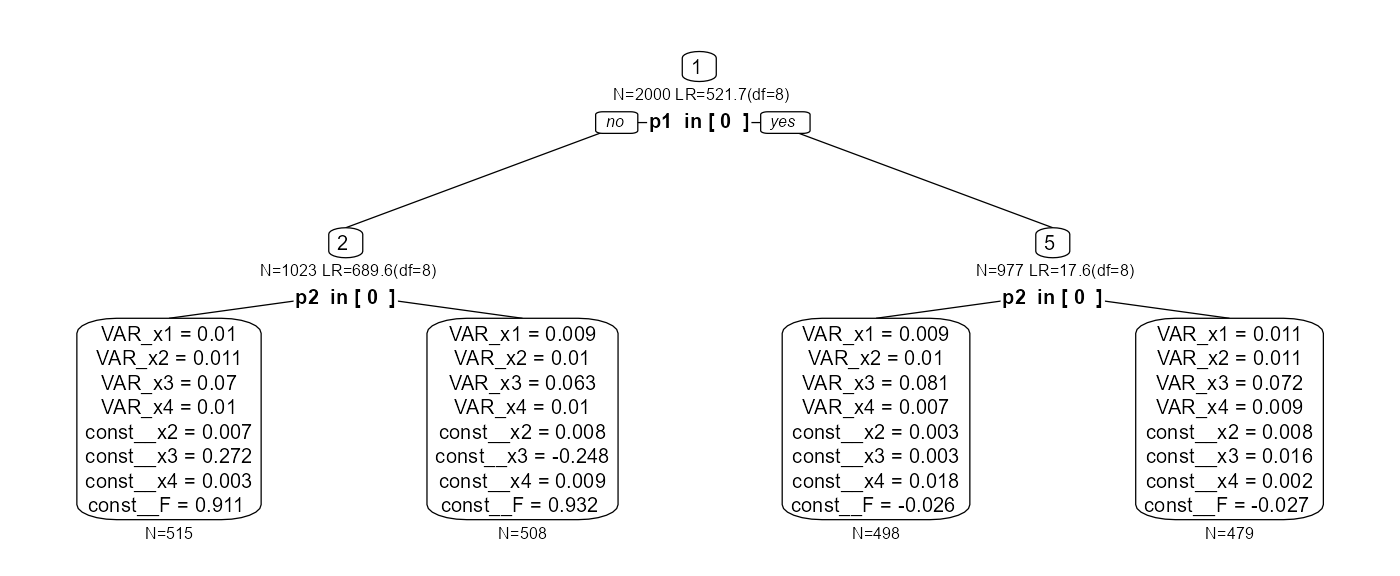 1
N=2000 LR=521.7(df=8)
no p1 in [ 0 ] yes
2
N=1023 LR=689.6(df=8)
p2 in [ 0 ]
5
N=977 LR=17.6(df=8)
p2 in [ 0 ]
VAR_x1 = 0.01
VAR_x2 = 0.011
VAR_x3 = 0.07
VAR_x4 = 0.01
const__x2 = 0.007
const__x3 = 0.272
const__x4 = 0.003
const__F = 0.911
N=515
VAR_x1 = 0.009
VAR_x2 = 0.01
VAR_x3 = 0.063
VAR_x4 = 0.01
const__x2 = 0.008
const__x3 = -0.248
const__x4 = 0.009
const__F = 0.932
N=508
VAR_x1 = 0.009
VAR_x2 = 0.01
VAR_x3 = 0.081
VAR_x4 = 0.007
const__x2 = 0.003
const__x3 = 0.003
const__x4 = 0.018
const__F = -0.026
N=498
VAR_x1 = 0.011
VAR_x2 = 0.011
VAR_x3 = 0.072
VAR_x4 = 0.009
const__x2 = 0.008
const__x3 = 0.016
const__x4 = 0.002
const__F = -0.027
N=479